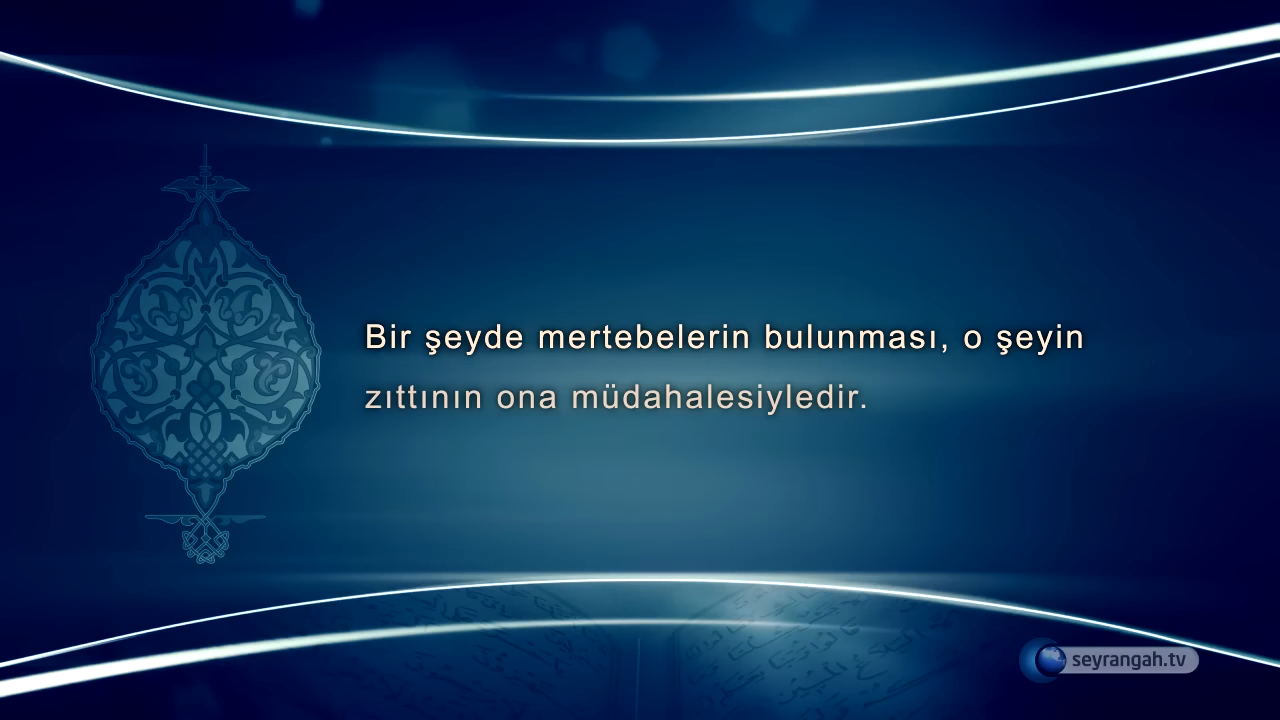 Bir şeyde mertebelerin bulunması, o şeyin
zıttının ona müdahalesiyledir.
seyrangah.tv